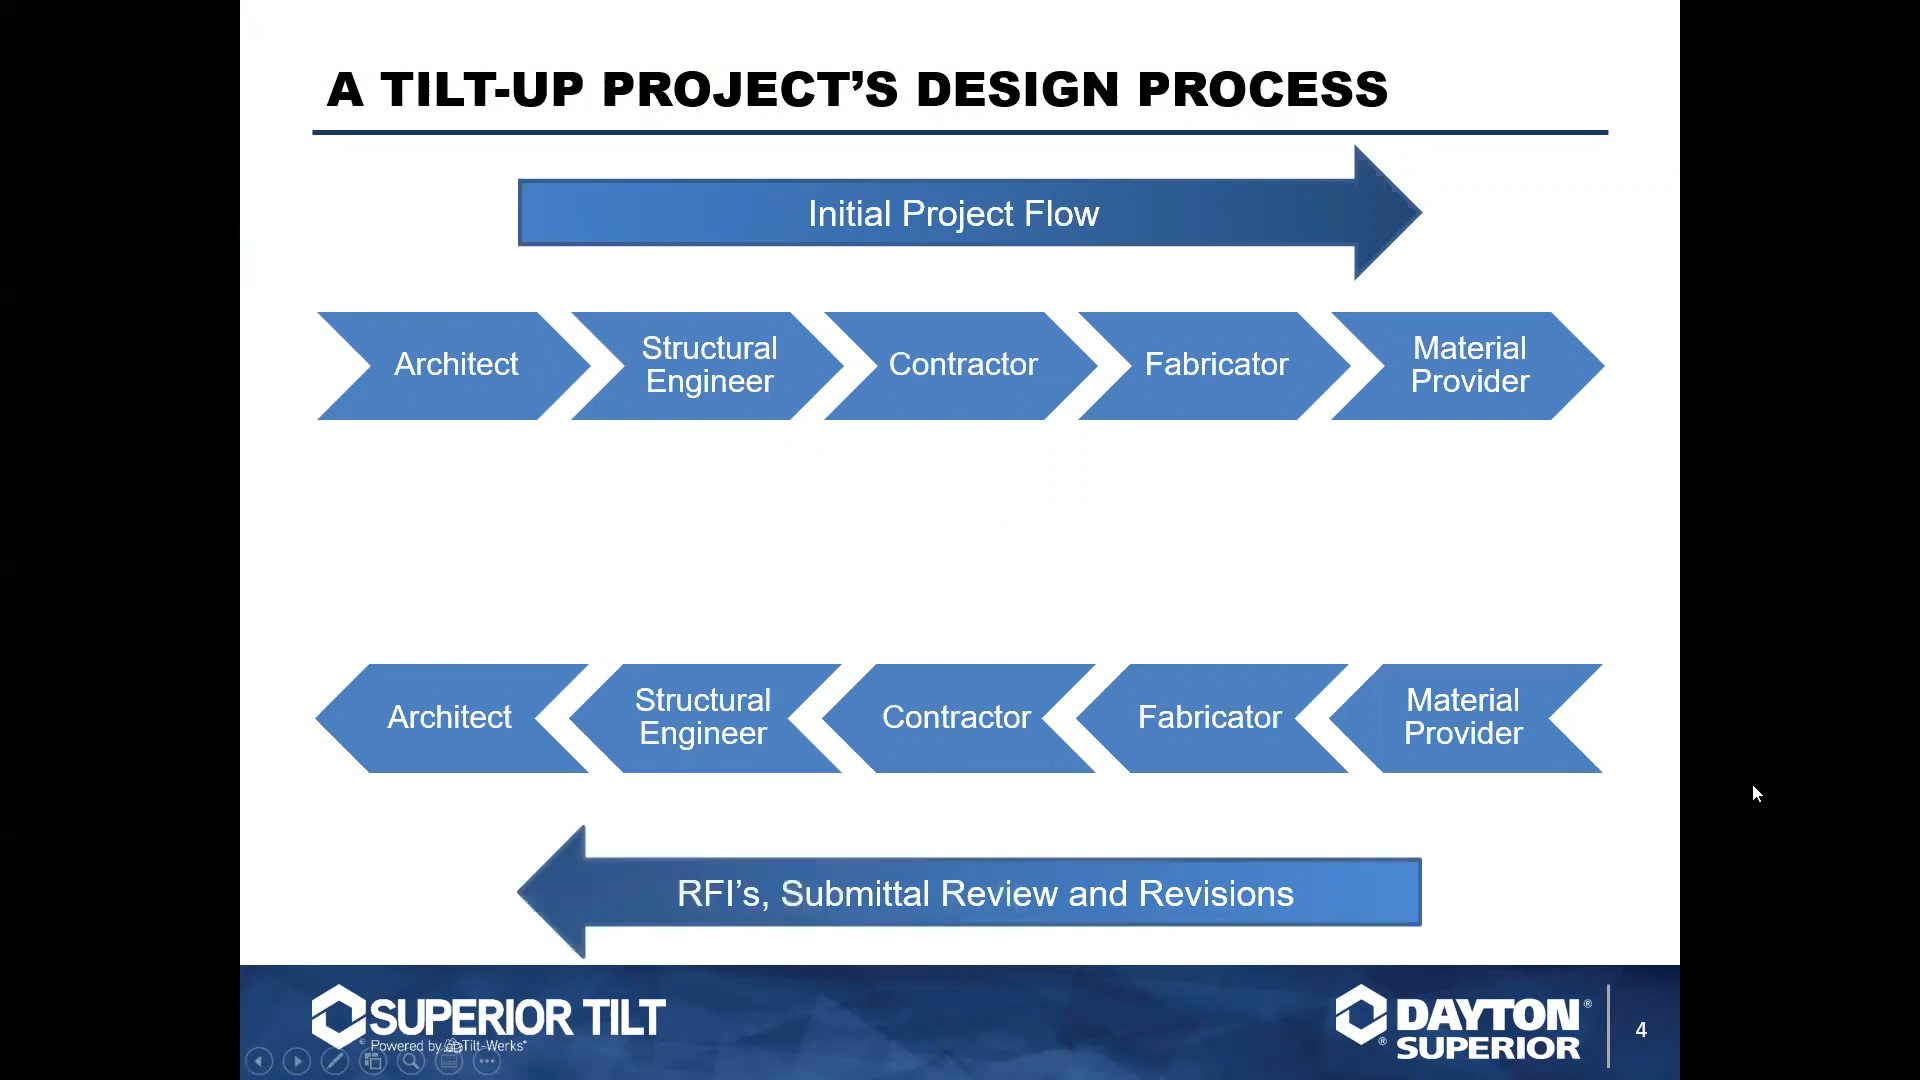 A TILT-UP PROJECT’S DESIGN PROCESS
Initial Project Flow
Architect
Structural
Engineer
Contractor
Fabricator
Material
Provider
Architect
Structural
Engineer
Contractor
Fabricator
Material
Provider
RFI’s, Submittal Review and Revisions
SUPERIOR TILT
Powered by Tilt-Werks®
DAYTON®
SUPERIOR
4